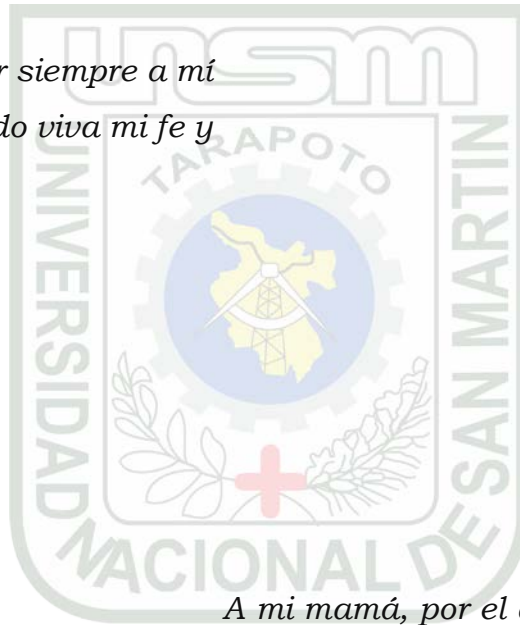 r siempre a mí
do viva mi fe y
unsm
TARAPOTO
UNIVERSIDAD
NACIONAL DE
SAN MARTIN
A mi mamá, por el